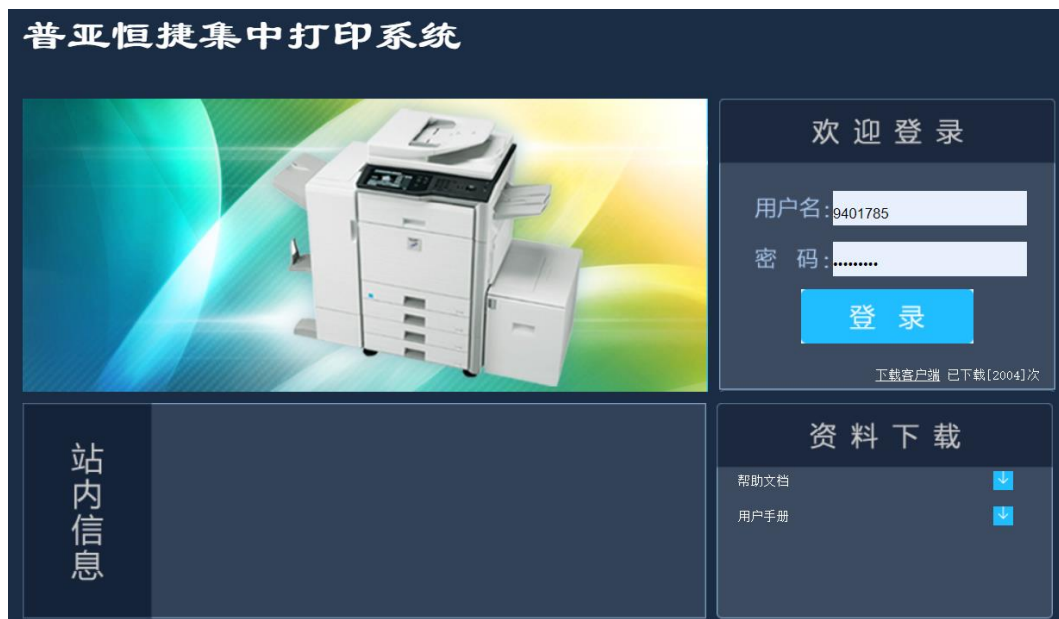 普亚恒捷集中打印系统
欢迎登录
用户名:9401785
密 码:•••••••••
登 录
下载客户端 已下载[2004]次
站内信息
资料下载
帮助文档
用户手册